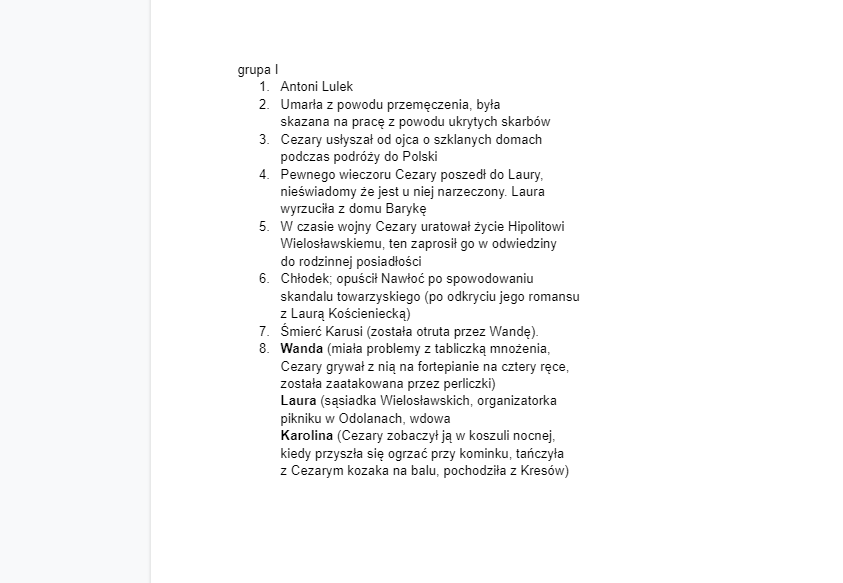 grupa I
1. Antoni Lulek
2. Umarła z powodu przemęczenia, była
skazana na pracę z powodu ukrytych skarbów
3. Cezary usłyszał od ojca o szklanych domach
podczas podróży do Polski
4. Pewnego wieczoru Cezary poszedł do Laury,
nieświadomy że jest u niej narzeczony. Laura
wyrzuciła z domu Barykę
5. W czasie wojny Cezary uratował życie Hipolitowi
Wielosławskiemu, ten zaprosił go w odwiedziny
do rodzinnej posiadłości
6. Chłodek; opuścił Nawłoć po spowodowaniu
skandalu towarzyskiego (po odkryciu jego romansu
z Laurą Kościeniecką)
7. Śmierć Karusi (została otruta przez Wandę).
8. Wanda (miała problemy z tabliczką mnożenia,
Cezary grywał z nią na fortepianie na cztery ręce,
została zaatakowana przez perliczki)
Laura (sąsiadka Wielosławskich, organizatorka
pikniku w Odolanach, wdowa
Karolina (Cezary zobaczył ją w koszuli nocnej,
kiedy przyszła się ogrzać przy kominku, tańczyła
z Cezarym kozaka na balu, pochodziła z Kresów)